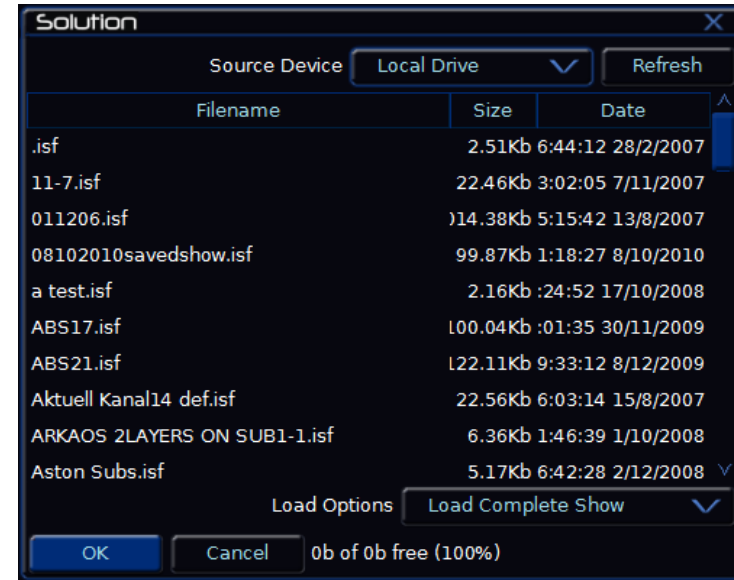 Solution X
Source Device Local Drive Refresh
Filename Size Date
.isf 2.51Kb 6:44:12 28/2/2007
11-7.isf 22.46Kb 3:02:05 7/11/2007
011206.isf 14.38Kb 5:15:42 13/8/2007
08102010savedshow.isf 99.87Kb 1:18:27 8/10/2010
a test.isf 2.16Kb :24:52 17/10/2008
ABS17.isf 100.04Kb :01:35 30/11/2009
ABS21.isf 122.11Kb 9:33:12 8/12/2009
Aktuell Kanal14 def.isf 22.56Kb 6:03:14 15/8/2007
ARKAOS 2LAYERS ON SUB1-1.isf 6.36Kb 1:46:39 1/10/2008
Aston Subs.isf 5.17Kb 6:42:28 2/12/2008
Load Options Load Complete Show
OK Cancel 0b of 0b free (100%)